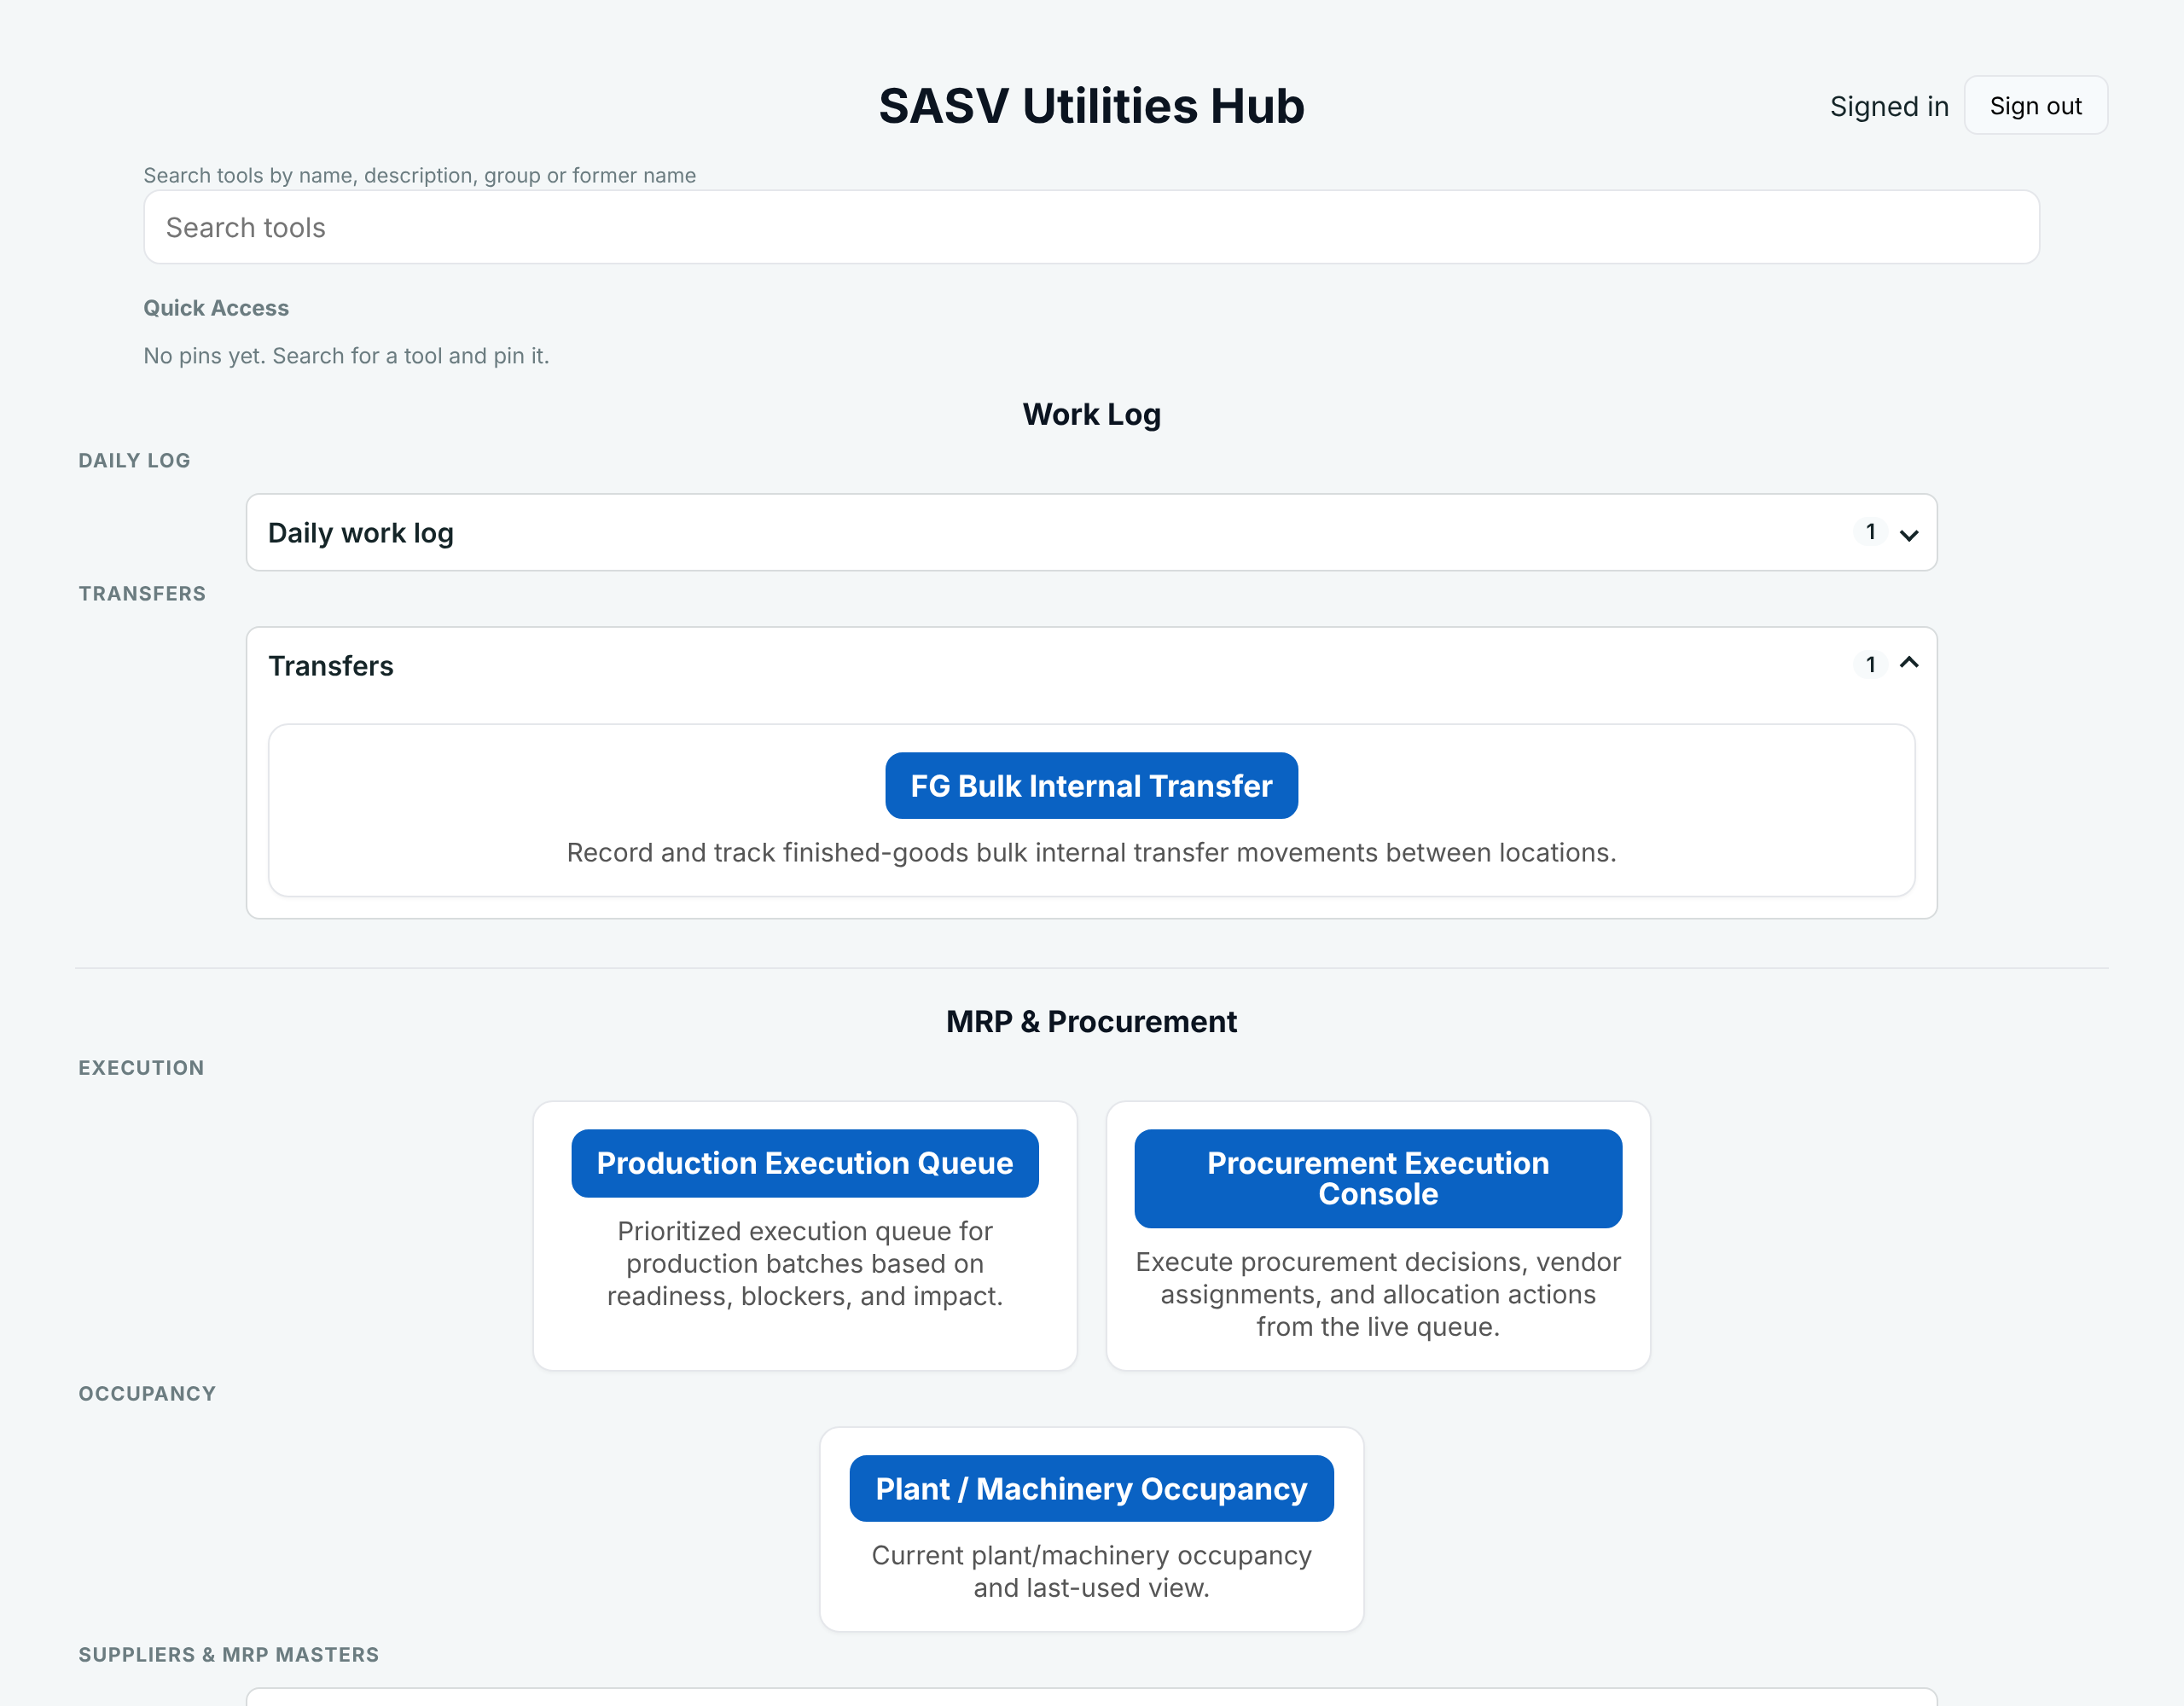 SASV Utilities Hub
Signed in
Sign out
Search tools by name, description, group or former name
Search tools
Quick Access
No pins yet. Search for a tool and pin it.
Work Log
DAILY LOG
Daily work log
1
TRANSFERS
Transfers
1
FG Bulk Internal Transfer
Record and track finished-goods bulk internal transfer movements between locations.
MRP & Procurement
EXECUTION
Production Execution Queue
Prioritized execution queue for
production batches based on
readiness, blockers, and impact.
Procurement Execution
Console
Execute procurement decisions, vendor
assignments, and allocation actions
from the live queue.
OCCUPANCY
Plant / Machinery Occupancy
Current plant/machinery occupancy
and last-used view.
SUPPLIERS & MRP MASTERS